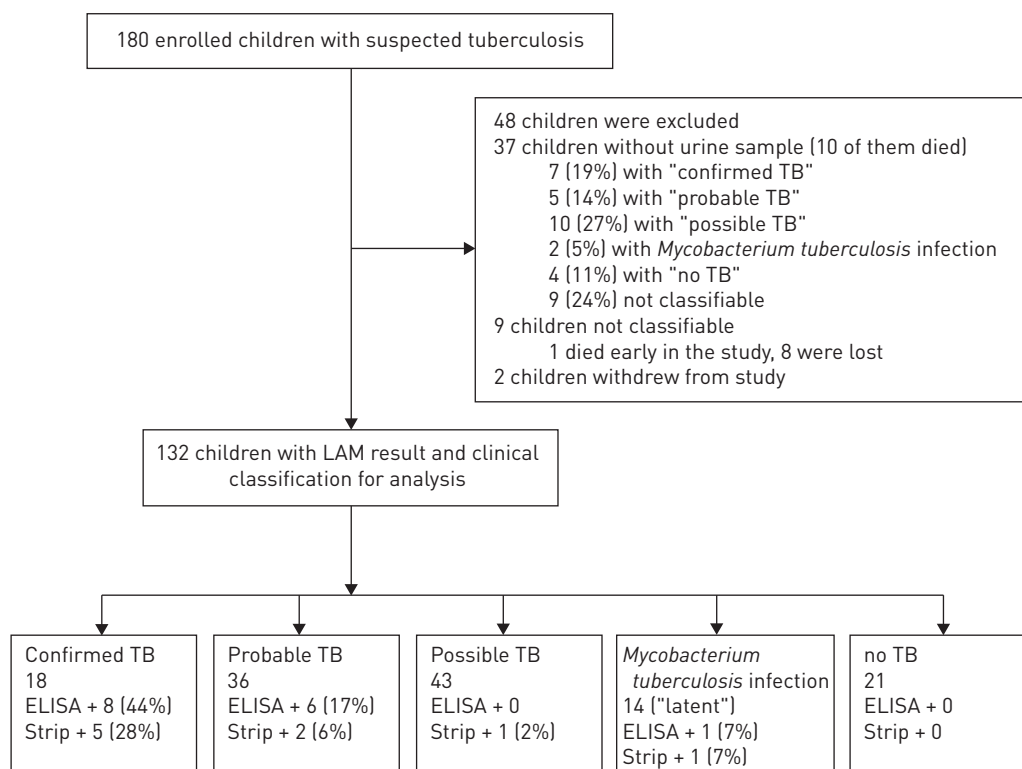 180 enrolled children with suspected tuberculosis
48 children were excluded
37 children without urine sample (10 of them died)
7 (19%) with "confirmed TB"
5 (14%) with "probable TB"
10 (27%) with "possible TB"
2 (5%) with Mycobacterium tuberculosis infection
4 (11%) with "no TB"
9 (24%) not classifiable
9 children not classifiable
1 died early in the study, 8 were lost
2 children withdrew from study
132 children with LAM result and clinical
classification for analysis
Confirmed TB
18
ELISA + 8 (44%)
Strip + 5 (28%)
Probable TB
36
ELISA + 6 (17%)
Strip + 2 (6%)
Possible TB
43
ELISA + 0
Strip + 1 (2%)
Mycobacterium
tuberculosis infection
14 ("latent")
ELISA + 1 (7%)
Strip + 1 (7%)
no TB
21
ELISA + 0
Strip + 0